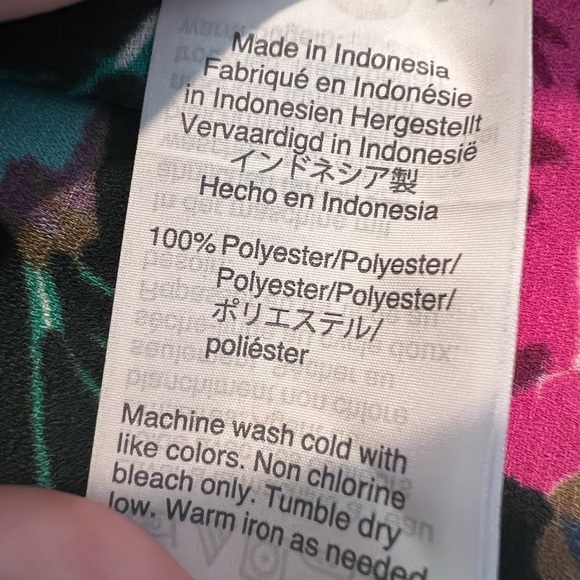 Made in Indonesia
Fabriqué en Indonésie
in Indonesien Hergestellt
Vervaardigd in Indonesië
インドネシア製
Hecho en Indonesia
100% Polyester/Polyester/
Polyester/Polyester/
ポリエステル/
poliéster
Machine wash cold with
like colors. Non chlorine
bleach only. Tumble dry
low. Warm iron as needed